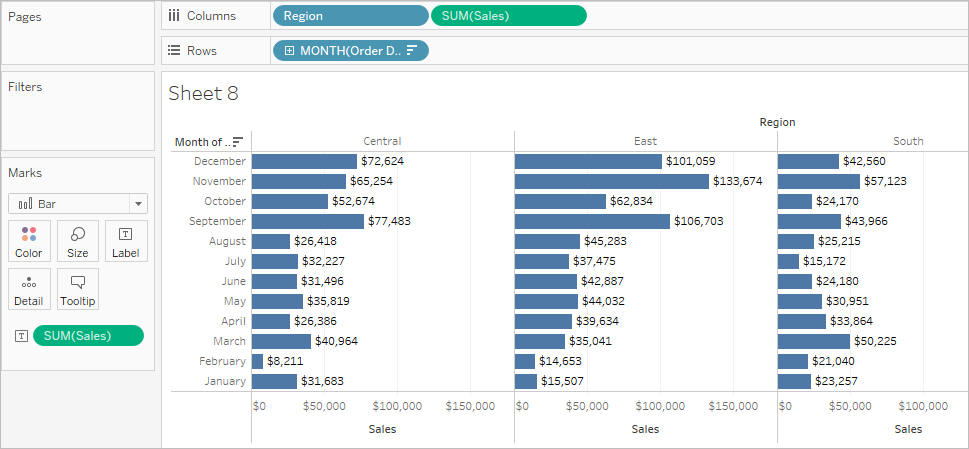 Pages
Columns
Region
SUM(Sales)
Rows
MONTH(Order D..
Filters
Sheet 8
Region
Month of ..
Central
East
South
December $72,624 $101,059 $42,560
November $65,254 $133,674 $57,123
October $52,674 $62,834 $24,170
September $77,483 $106,703 $43,966
August $26,418 $45,283 $25,215
July $32,227 $37,475 $15,172
June $31,496 $42,887 $24,180
May $35,819 $44,032 $30,951
April $26,386 $39,634 $33,864
March $40,964 $35,041 $50,225
February $8,211 $14,653 $21,040
January $31,683 $15,507 $23,257
$0 $50,000 $100,000 $150,000 $0 $50,000 $100,000 $150,000 $0 $50,000 $100,000
Sales Sales Sales
Marks
Bar
Color Size Label
Detail Tooltip
T SUM(Sales)